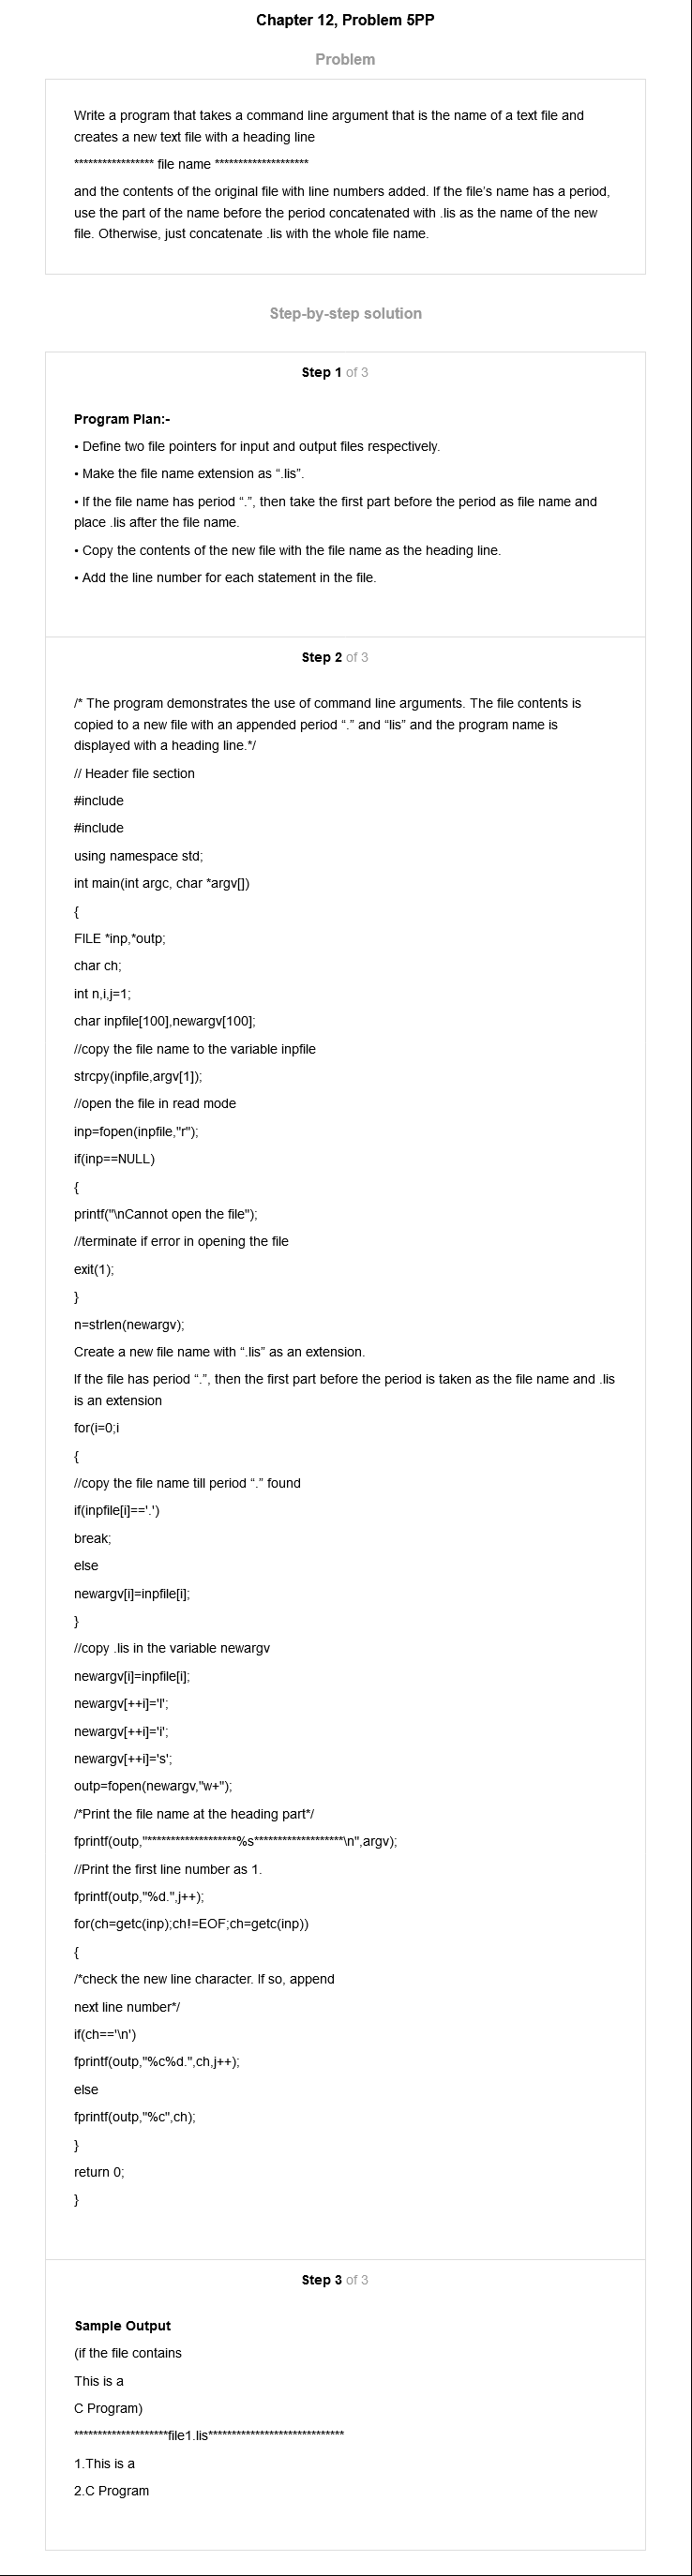 Chapter 12, Problem 5PP
Problem
Write a program that takes a command line argument that is the name of a text file and
creates a new text file with a heading line
***************** file name ********************
and the contents of the original file with line numbers added. If the file's name has a period,
use the part of the name before the period concatenated with .lis as the name of the new
file. Otherwise, just concatenate .lis with the whole file name.
Step-by-step solution
Step 1 of 3
Program Plan:-
• Define two file pointers for input and output files respectively.
• Make the file name extension as “.lis”.
• If the file name has period “.”, then take the first part before the period as file name and
place .lis after the file name.
• Copy the contents of the new file with the file name as the heading line.
• Add the line number for each statement in the file.
Step 2 of 3
/* The program demonstrates the use of command line arguments. The file contents is
copied to a new file with an appended period “.” and “lis” and the program name is
displayed with a heading line.*/
// Header file section
#include
#include
using namespace std;
int main(int argc, char *argv[])
{
FILE *inp,*outp;
char ch;
int n,i,j=1;
char inpfile[100],newargv[100];
//copy the file name to the variable inpfile
strcpy(inpfile,argv[1]);
//open the file in read mode
inp=fopen(inpfile,"r");
if(inp==NULL)
{
printf("\nCannot open the file");
//terminate if error in opening the file
exit(1);
}
n=strlen(newargv);
Create a new file name with “.lis” as an extension.
If the file has period “.”, then the first part before the period is taken as the file name and .lis
is an extension
for(i=0;i
{
//copy the file name till period “.” found
if(inpfile[i]=='.')
break;
else
newargv[i]=inpfile[i];
}
//copy .lis in the variable newargv
newargv[i]=inpfile[i];
newargv[++i]='l';
newargv[++i]='i';
newargv[++i]='s';
outp=fopen(newargv,"w+");
/*Print the file name at the heading part*/
fprintf(outp,"*******************%s*******************\n",argv);
//Print the first line number as 1.
fprintf(outp,"%d.",j++);
for(ch=getc(inp);ch!=EOF;ch=getc(inp))
{
/*check the new line character. If so, append
next line number*/
if(ch=='\n')
fprintf(outp,"%c%d.",ch,j++);
else
fprintf(outp,"%c",ch);
}
return 0;
}
Step 3 of 3
Sample Output
(if the file contains
This is a
C Program)
********************file1.lis*****************************
1.This is a
2.C Program